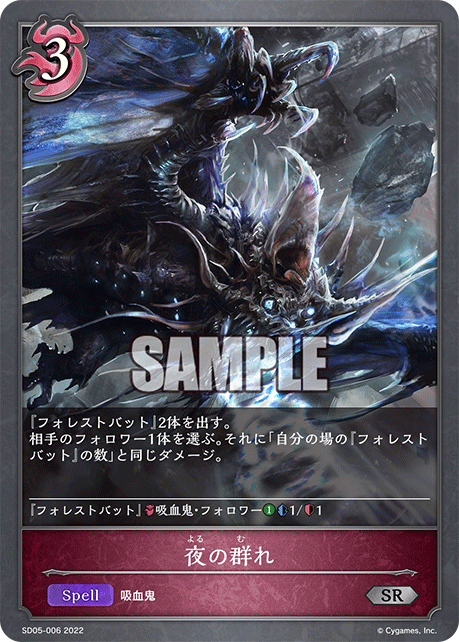 3
SAMPLE
『フォレストバット』2体を出す。
相手のフォロワー1体を選ぶ。それに「自分の場の『フォレスト
バット』の数」と同じダメージ。
『フォレストバット』吸血鬼・フォロワー1 1/1
よる む
夜の群れ
Spell 吸血鬼
SR
SD05-006 2022
© Cygames, Inc.